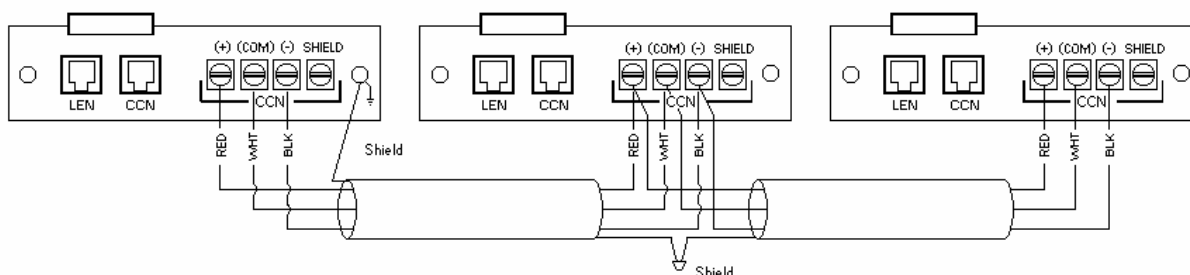 (+) (COM) (-) SHIELD
LEN CCN
CCN
RED WHT BLK
Shield
(+) (COM) (-) SHIELD
LEN CCN
CCN
RED WHT BLK
Shield
(+) (COM) (-) SHIELD
LEN CCN
CCN
RED WHT BLK